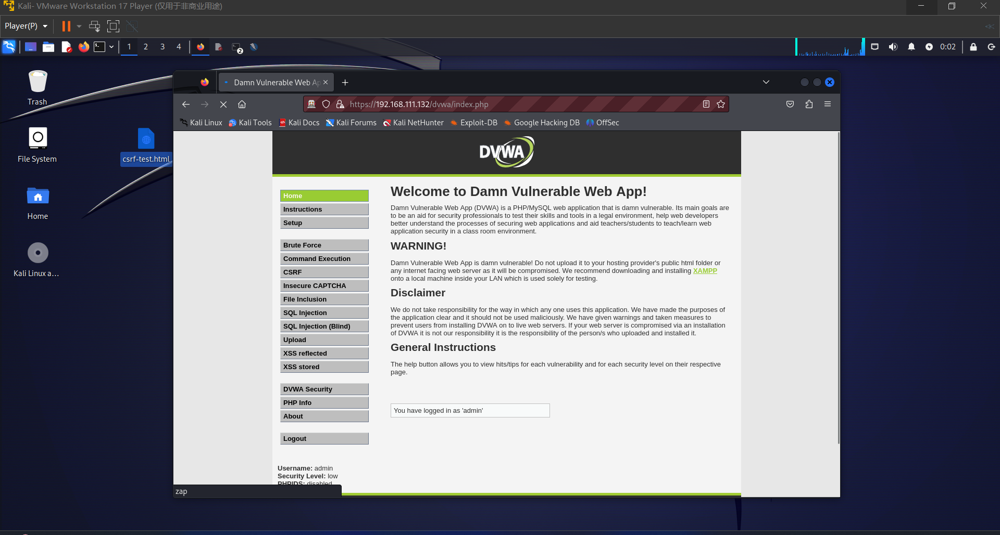 Kali- VMware Workstation 17 Player (仅用于非商业用途)
Player(P)
1 2 3 4
2
0:02
Trash
File System
csrf-test.html
Home
Kali Linux a...
Damn Vulnerable Web Ap
https://192.168.111.132/dvwa/index.php
Kali Linux Kali Tools Kali Docs Kali Forums Kali NetHunter Exploit-DB Google Hacking DB OffSec
DVWA
Home
Instructions
Setup
Brute Force
Command Execution
CSRF
Insecure CAPTCHA
File Inclusion
SQL Injection
SQL Injection (Blind)
Upload
XSS reflected
XSS stored
DVWA Security
PHP Info
About
Logout
Welcome to Damn Vulnerable Web App!
Damn Vulnerable Web App (DVWA) is a PHP/MySQL web application that is damn vulnerable. Its main goals are
to be an aid for security professionals to test their skills and tools in a legal environment, help web developers
better understand the processes of securing web applications and aid teachers/students to teach/learn web
application security in a class room environment.
WARNING!
Damn Vulnerable Web App is damn vulnerable! Do not upload it to your hosting provider's public html folder or
any internet facing web server as it will be compromised. We recommend downloading and installing XAMPP
onto a local machine inside your LAN which is used solely for testing.
Disclaimer
We do not take responsibility for the way in which any one uses this application. We have made the purposes of
the application clear and it should not be used maliciously. We have given warnings and taken measures to
prevent users from installing DVWA on to live web servers. If your web server is compromised via an installation
of DVWA it is not our responsibility it is the responsibility of the person/s who uploaded and installed it.
General Instructions
The help button allows you to view hits/tips for each vulnerability and for each security level on their respective
page.
You have logged in as 'admin'
Username: admin
Security Level: low
PHPIDS: disabled
zap